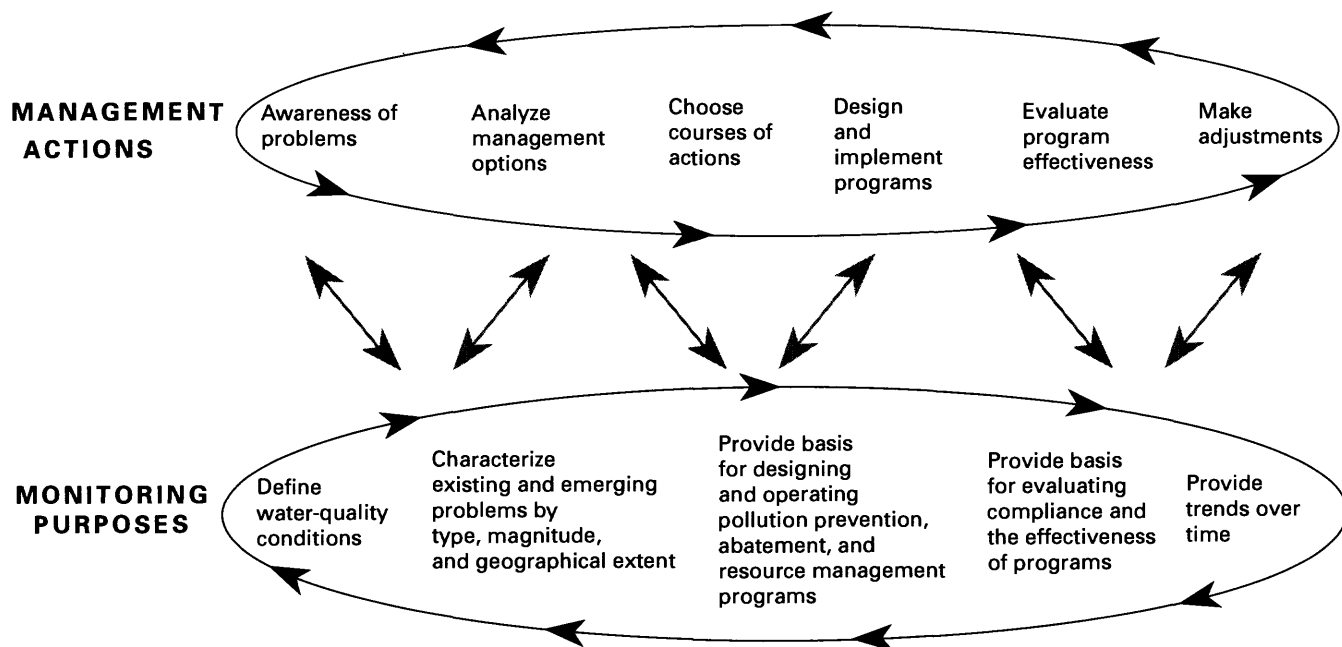 MANAGEMENT
ACTIONS
Awareness of
problems
Analyze
management
options
Choose
courses of
actions
Design
and
implement
programs
Evaluate
program
effectiveness
Make
adjustments
MONITORING
PURPOSES
Define
water-quality
conditions
Characterize
existing and emerging
problems by
type, magnitude,
and geographical extent
Provide basis
for designing
and operating
pollution prevention,
abatement, and
resource management
programs
Provide basis
for evaluating
compliance and
the effectiveness
of programs
Provide
trends over
time